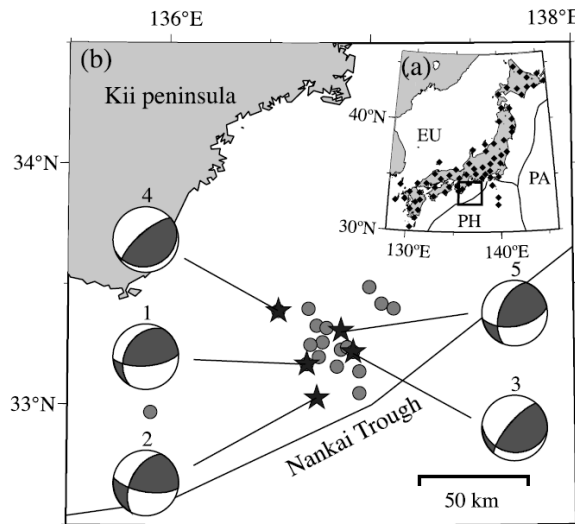 136°E
138°E
(b)
(a)
Kii peninsula
40°N
EU
PA
34°N
4
30°N
PH
130°E
140°E
5
1
33°N
3
Nankai Trough
2
50 km